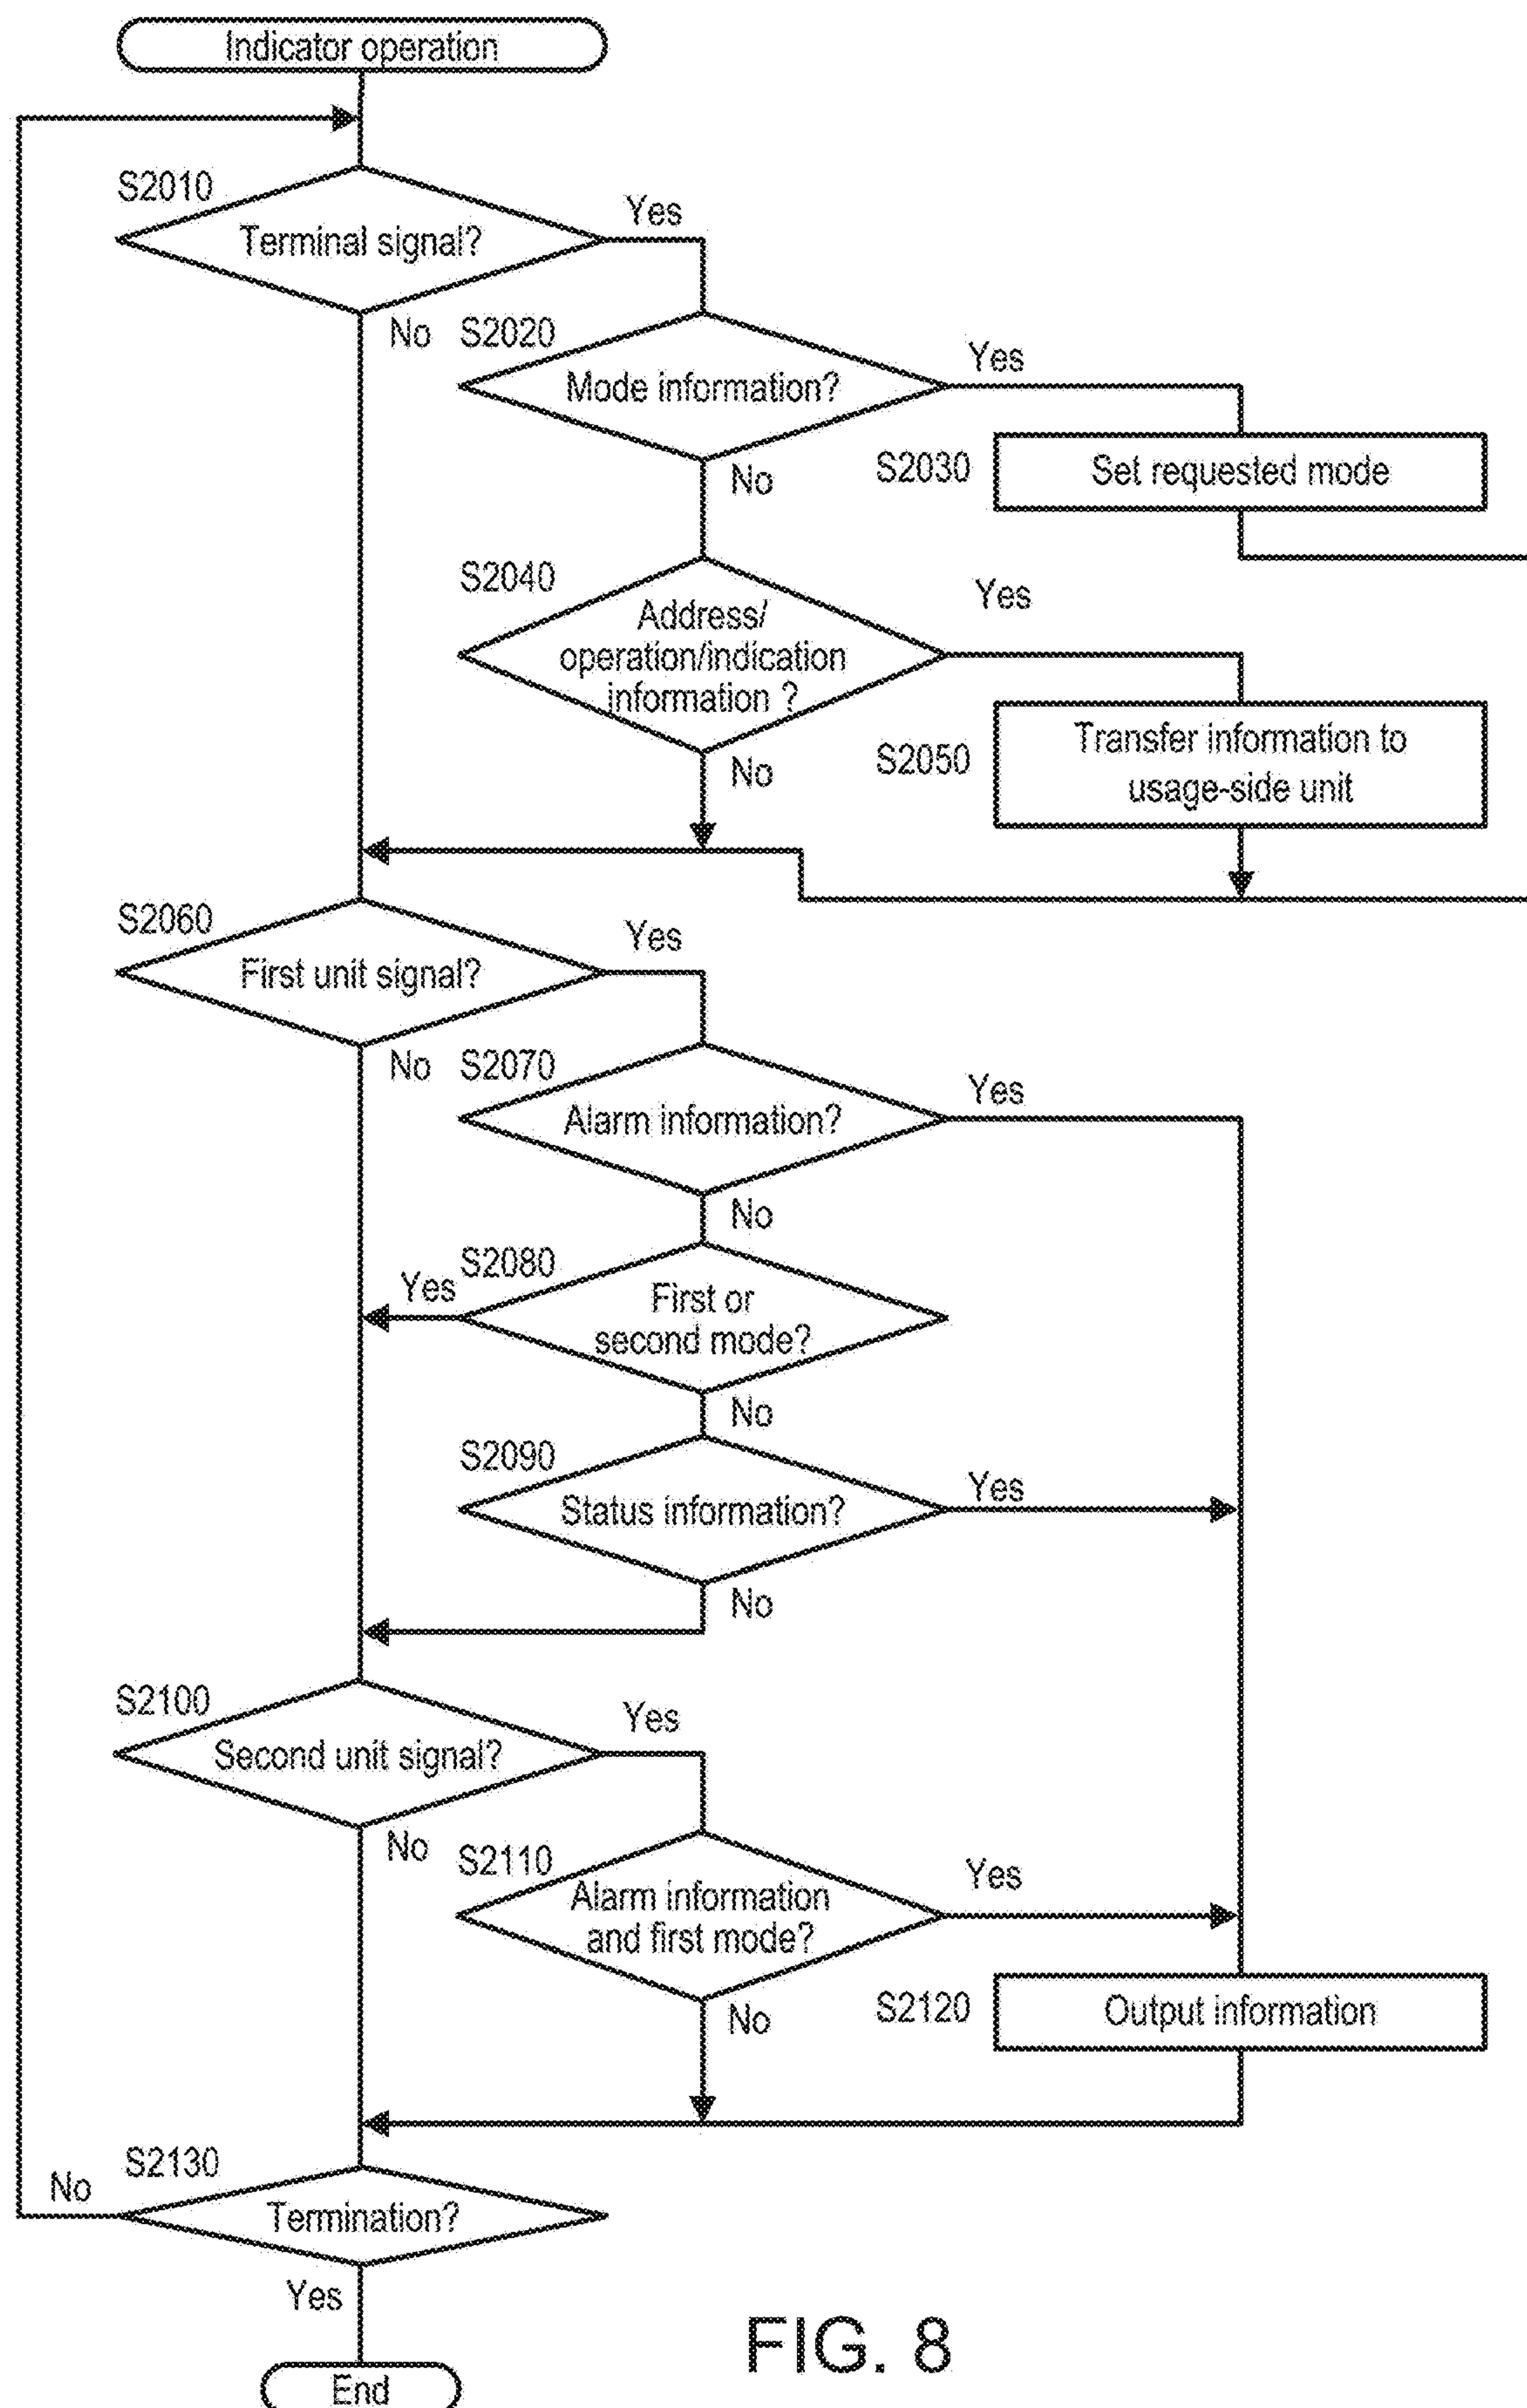 Indicator operation
S2010
Yes
Terminal signal?
No
S2020
Yes
Mode information?
No
S2030
Set requested mode
S2040
Yes
Address/
operation/indication
information ?
No
S2050
Transfer information to
usage-side unit
S2060
Yes
First unit signal?
No
S2070
Yes
Alarm information?
No
S2080
Yes
First or
second mode?
No
S2090
Yes
Status information?
No
S2100
Yes
Second unit signal?
No
S2110
Yes
Alarm information
and first mode?
No
S2120
Output information
S2130
No
Termination?
Yes
End
FIG. 8